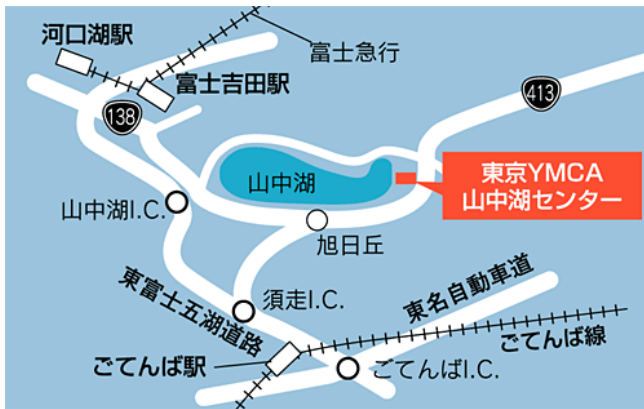 河口湖駅
富士急行
富士吉田駅
413
138
山中湖
東京YMCA
山中湖センター
山中湖I.C.
旭日丘
東富士五湖道路
須走I.C.
東名自動車道
ごてんば線
ごてんば駅
ごてんばI.C.